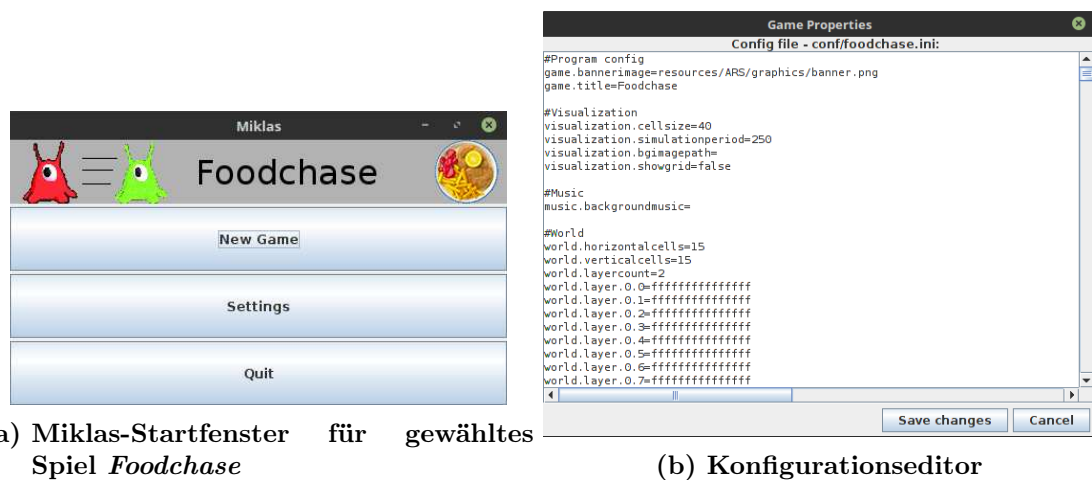 Miklas
Foodchase
New Game
Settings
Quit
a) Miklas-Startfenster für gewähltes
Spiel Foodchase
Game Properties
Config file - conf/foodchase.ini:
#Program config
game.bannerimage=resources/ARS/graphics/banner.png
game.title=Foodchase
#Visualization
visualization.cellsize=40
visualization.simulationperiod=250
visualization.bgimagepath=
visualization.showgrid=false
#Music
music.backgroundmusic=
#World
world.horizontalcells=15
world.verticalcells=15
world.layercount=2
world.layer.0.0=fffffffffffffff
world.layer.0.1=fffffffffffffff
world.layer.0.2=fffffffffffffff
world.layer.0.3=fffffffffffffff
world.layer.0.4=fffffffffffffff
world.layer.0.5=fffffffffffffff
world.layer.0.6=fffffffffffffff
world.layer.0.7=fffffffffffffff
Save changes
Cancel
(b) Konfigurationseditor